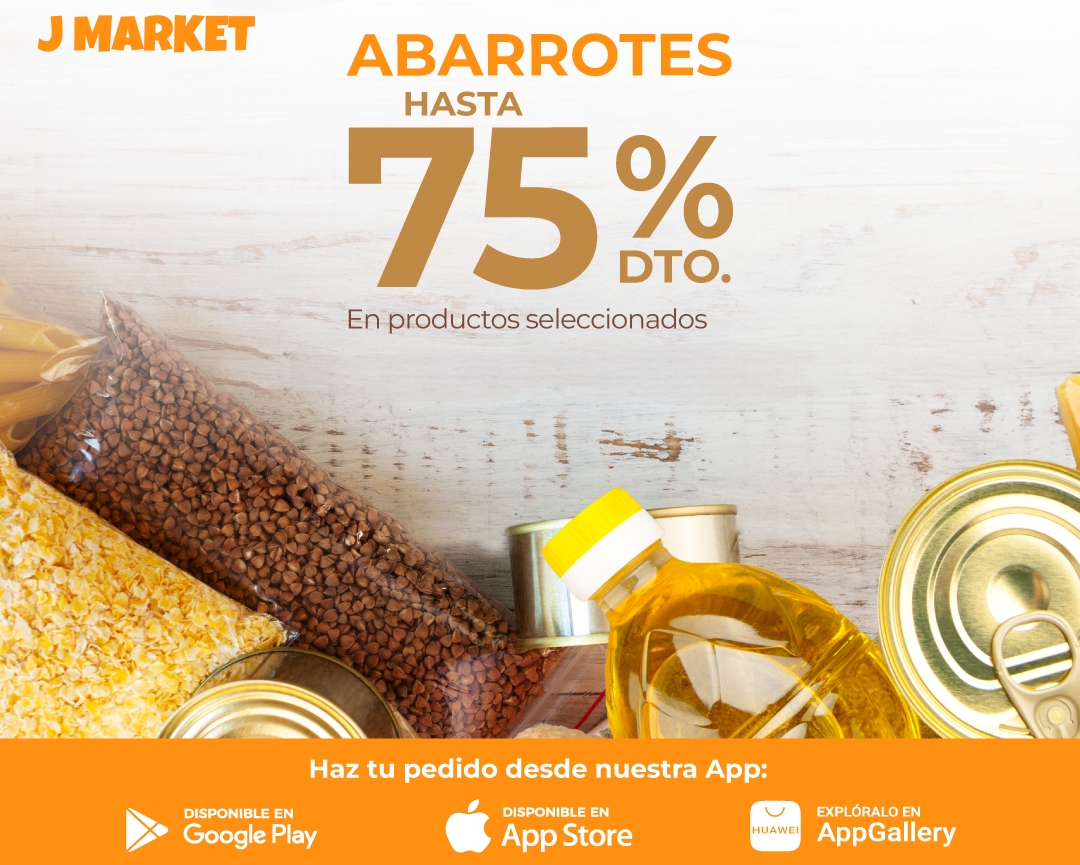 J MARKET
ABARROTES
HASTA
75%
DTO.
En productos seleccionados
Haz tu pedido desde nuestra App:
DISPONIBLE EN
Google Play
DISPONIBLE EN
App Store
HUAWEI
EXPLÓRALO EN
AppGallery